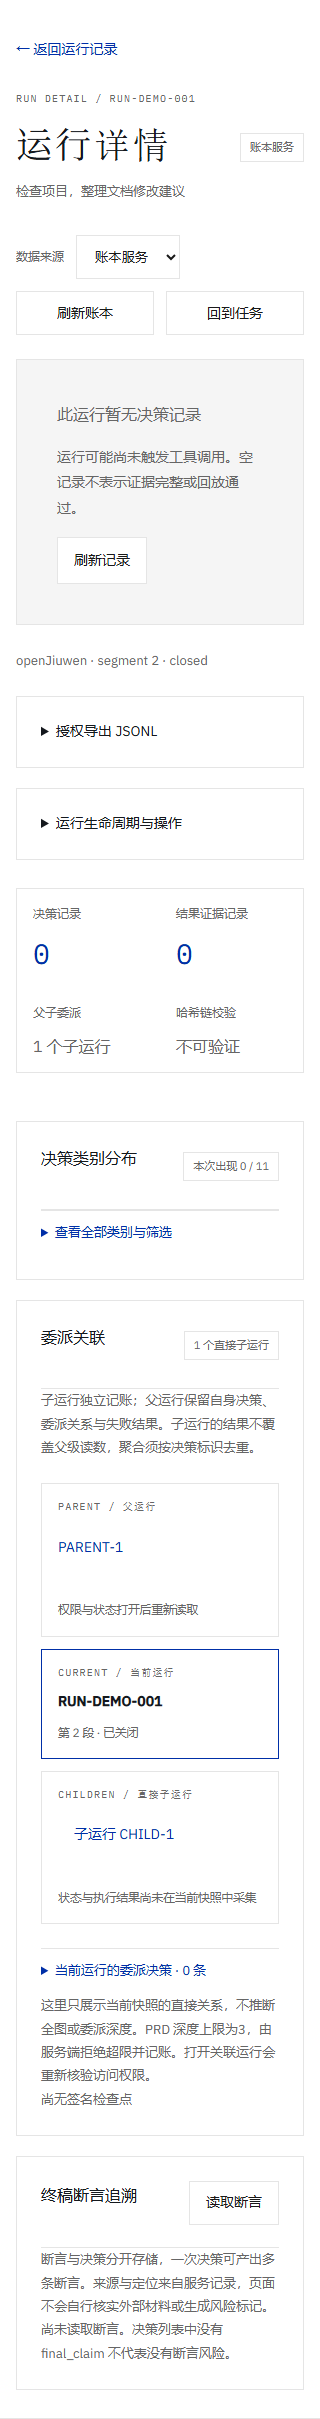 ← 返回运行记录
RUN DETAIL / RUN-DEMO-001
运行详情
账本服务
检查项目，整理文档修改建议
数据来源
账本服务
刷新账本
回到任务
此运行暂无决策记录
运行可能尚未触发工具调用。空
记录不表示证据完整或回放通
过。
刷新记录
openJiuwen · segment 2 · closed
▶ 授权导出 JSONL
▶ 运行生命周期与操作
决策记录
结果证据记录
0
0
父子委派
哈希链校验
1 个子运行
不可验证
决策类别分布
本次出现 0 / 11
▶ 查看全部类别与筛选
委派关联
1 个直接子运行
子运行独立记账；父运行保留自身决策、
委派关系与失败结果。子运行的结果不覆
盖父级读数，聚合须按决策标识去重。
PARENT / 父运行
PARENT-1
权限与状态打开后重新读取
CURRENT / 当前运行
RUN-DEMO-001
第 2 段 · 已关闭
CHILDREN / 直接子运行
子运行 CHILD-1
状态与执行结果尚未在当前快照中采集
▶ 当前运行的委派决策 · 0 条
这里只展示当前快照的直接关系，不推断
全图或委派深度。PRD 深度上限为3，由
服务端拒绝超限并记账。打开关联运行会
重新核验访问权限。
尚无签名检查点
终稿断言追溯
读取断言
断言与决策分开存储，一次决策可产出多
条断言。来源与定位来自服务记录，页面
不会自行核实外部材料或生成风险标记。
尚未读取断言。决策列表中没有
final_claim 不代表没有断言风险。